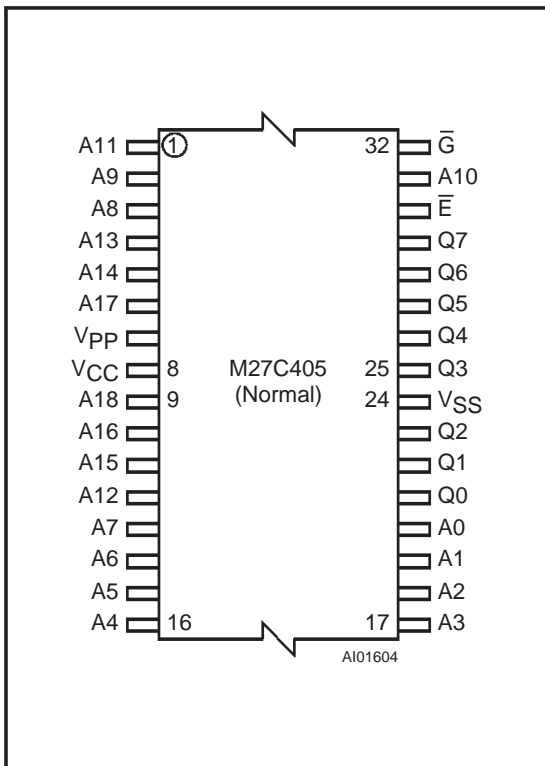 A11 1 32 G̅
A9 A10
A8 E̅
A13 Q7
A14 Q6
A17 Q5
VPP Q4
VCC 8 M27C405 25 Q3
A18 9 (Normal) 24 VSS
A16 Q2
A15 Q1
A12 Q0
A7 A0
A6 A1
A5 A2
A4 16 17 A3
AI01604